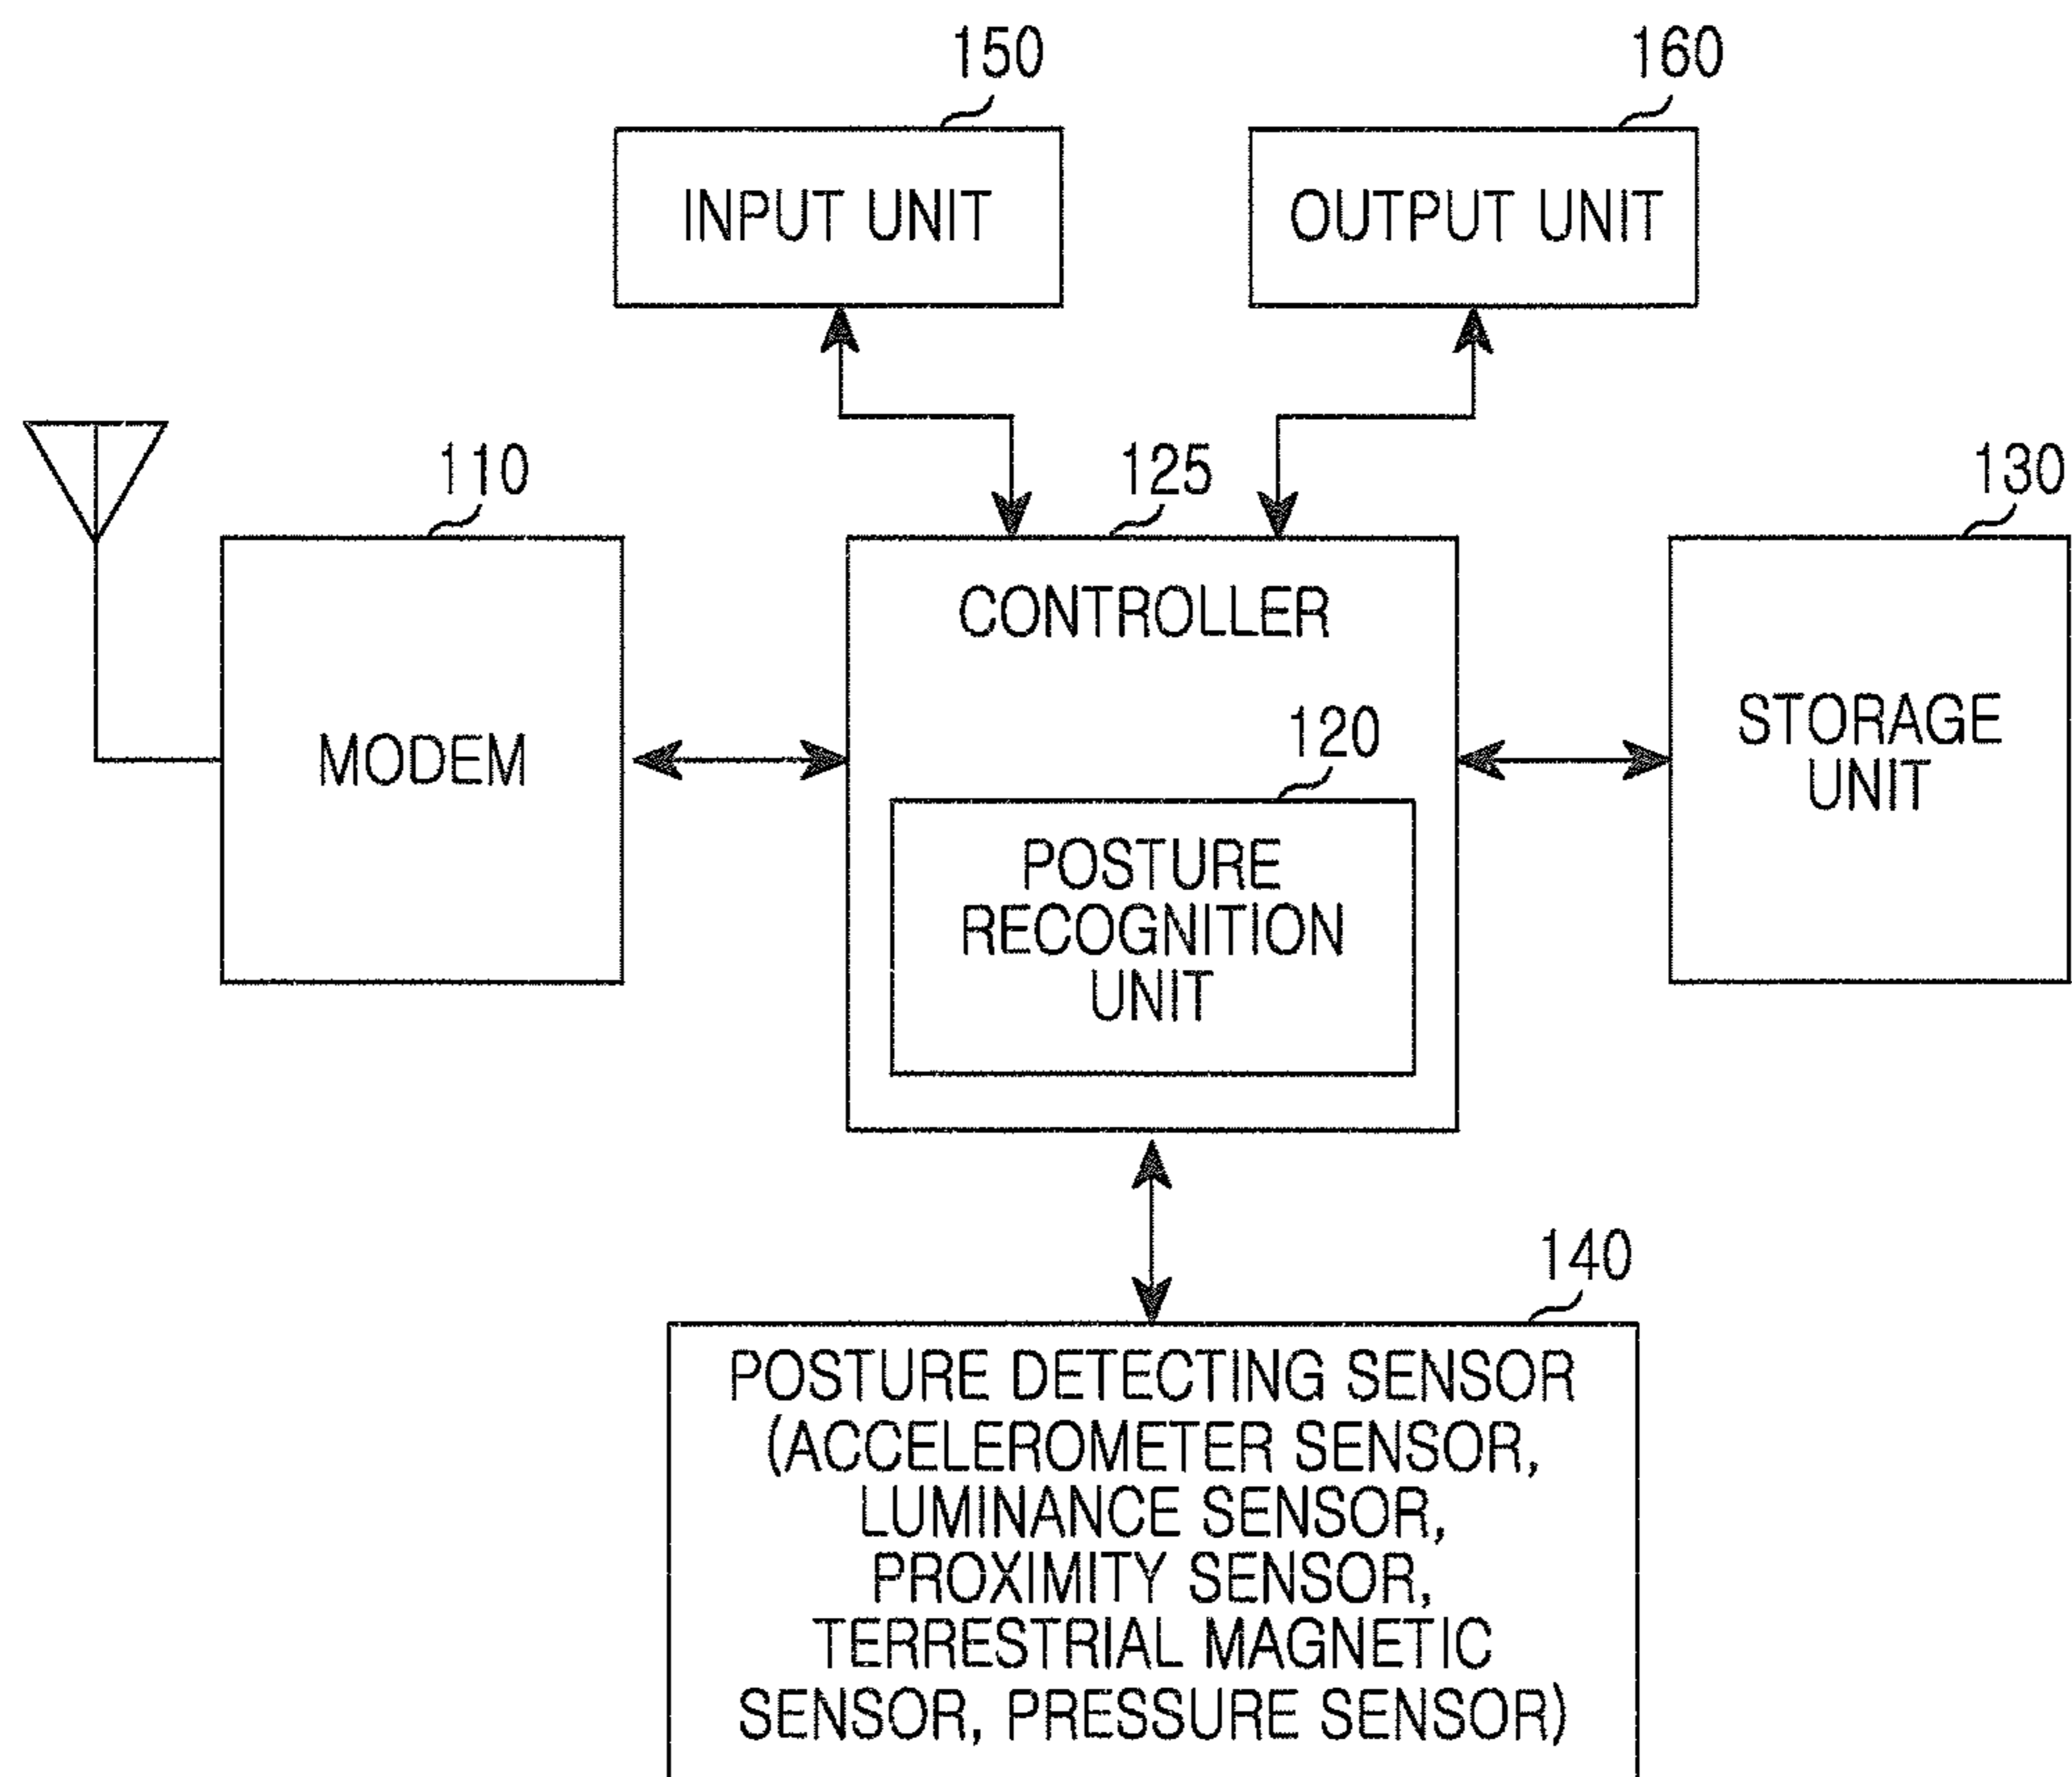 150
160
INPUT UNIT
OUTPUT UNIT
110
125
130
CONTROLLER
MODEM
STORAGE
UNIT
120
POSTURE
RECOGNITION
UNIT
140
POSTURE DETECTING SENSOR
(ACCELEROMETER SENSOR,
LUMINANCE SENSOR,
PROXIMITY SENSOR,
TERRESTRIAL MAGNETIC
SENSOR, PRESSURE SENSOR)